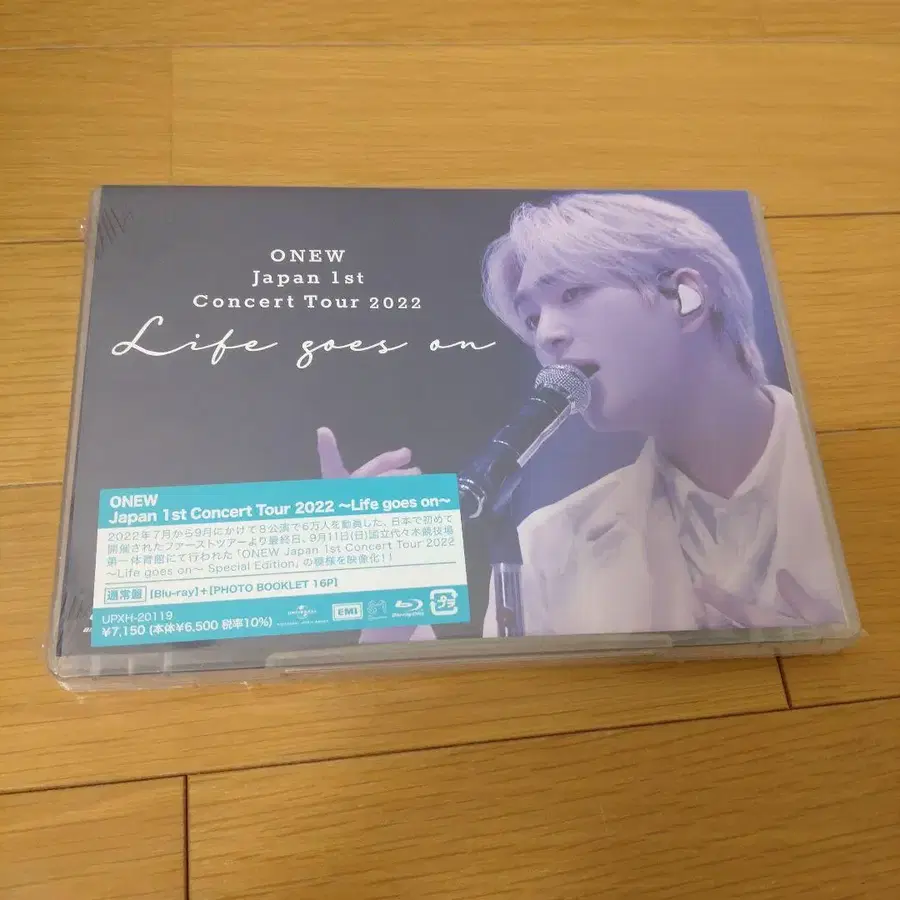 ONEW
Japan 1st
Concert Tour 2022
Life goes on
ONEW
Japan 1st Concert Tour 2022 ～Life goes on～
2022年7月から9月にかけて8公演で6万人を動員した、日本で初めて
開催されたファーストツアーより最終日、9月11日(日)国立代々木競技場
第一体育館にて行われた「ONEW Japan 1st Concert Tour 2022
～Life goes on～ Special Edition」の模様を映像化!!
通常盤 [Blu-ray]+[PHOTO BOOKLET 16P]
UPXH-20119
¥7,150 (本体¥6,500 税率10%)
UNIVERSAL
EMI